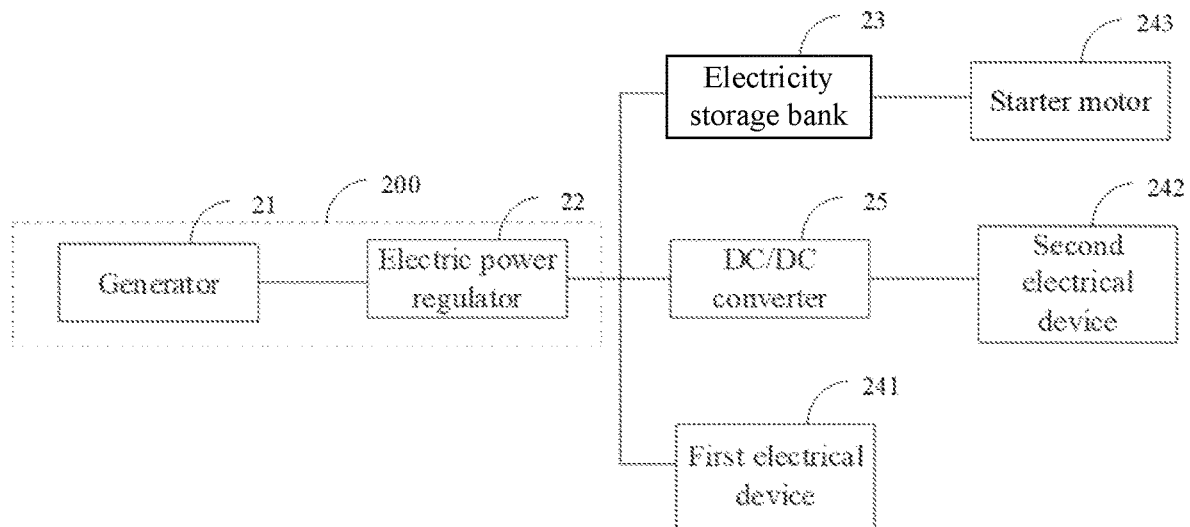 23
243
Electricity
storage bank
Starter motor
200
21
22
25
242
Generator
Electric power
regulator
DC/DC
converter
Second
electrical
device
241
First electrical
device